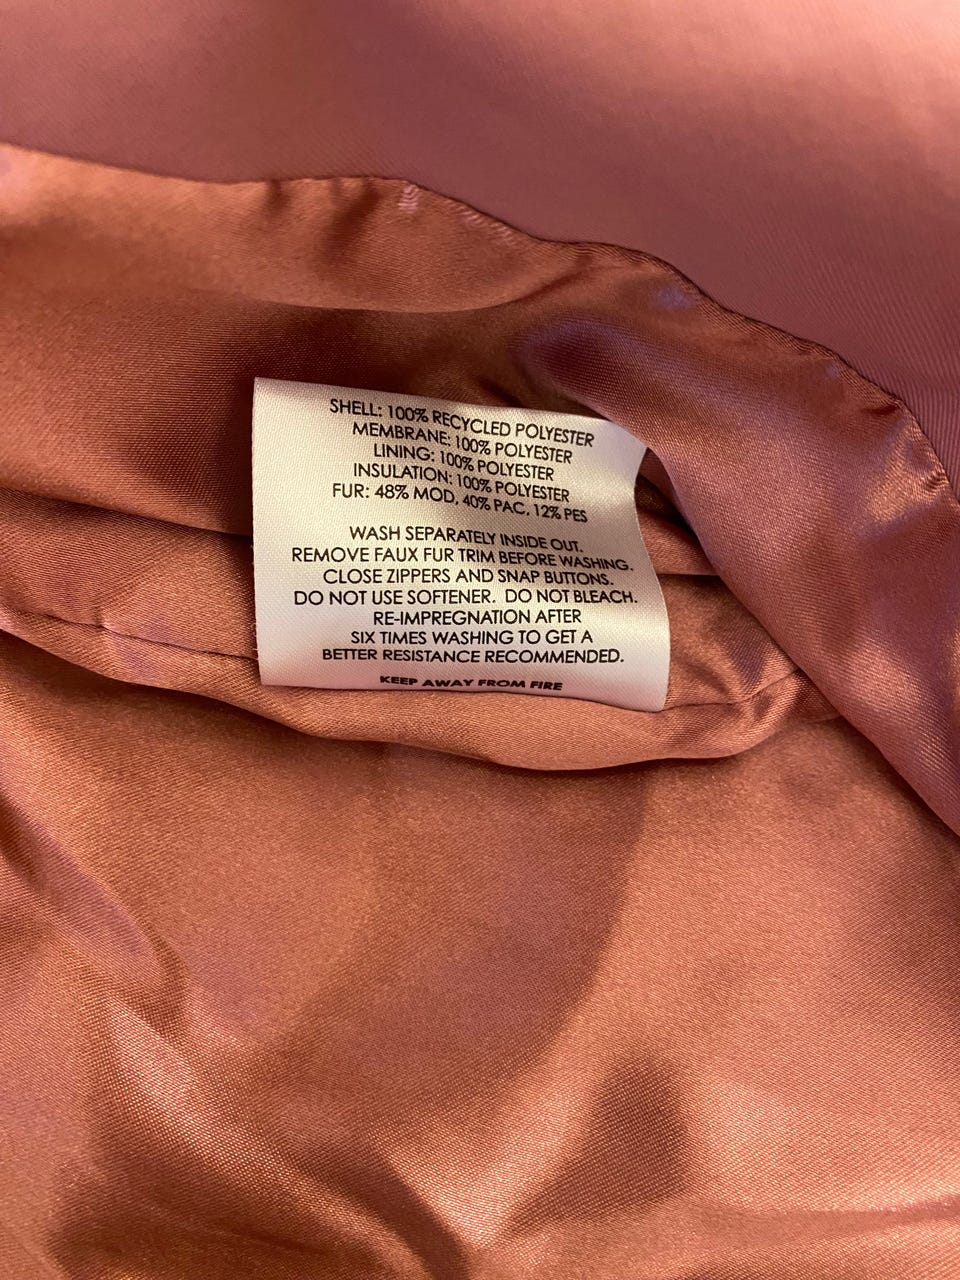 SHELL: 100% RECYCLED POLYESTER
MEMBRANE: 100% POLYESTER
LINING: 100% POLYESTER
INSULATION: 100% POLYESTER
FUR: 48% MOD, 40% PAC, 12% PES
WASH SEPARATELY INSIDE OUT.
REMOVE FAUX FUR TRIM BEFORE WASHING.
CLOSE ZIPPERS AND SNAP BUTTONS.
DO NOT USE SOFTENER. DO NOT BLEACH.
RE-IMPREGNATION AFTER
SIX TIMES WASHING TO GET A
BETTER RESISTANCE RECOMMENDED.
KEEP AWAY FROM FIRE